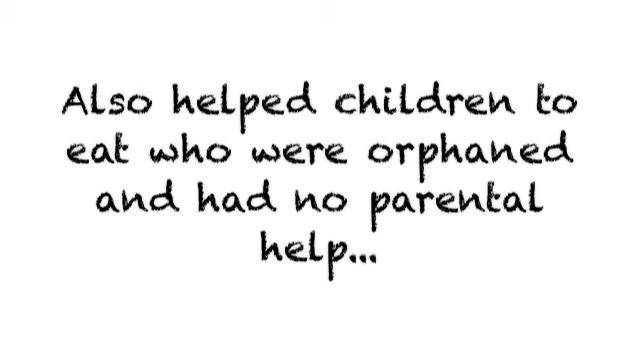 Also helped children to
eat who were orphaned
and had no parental
help...